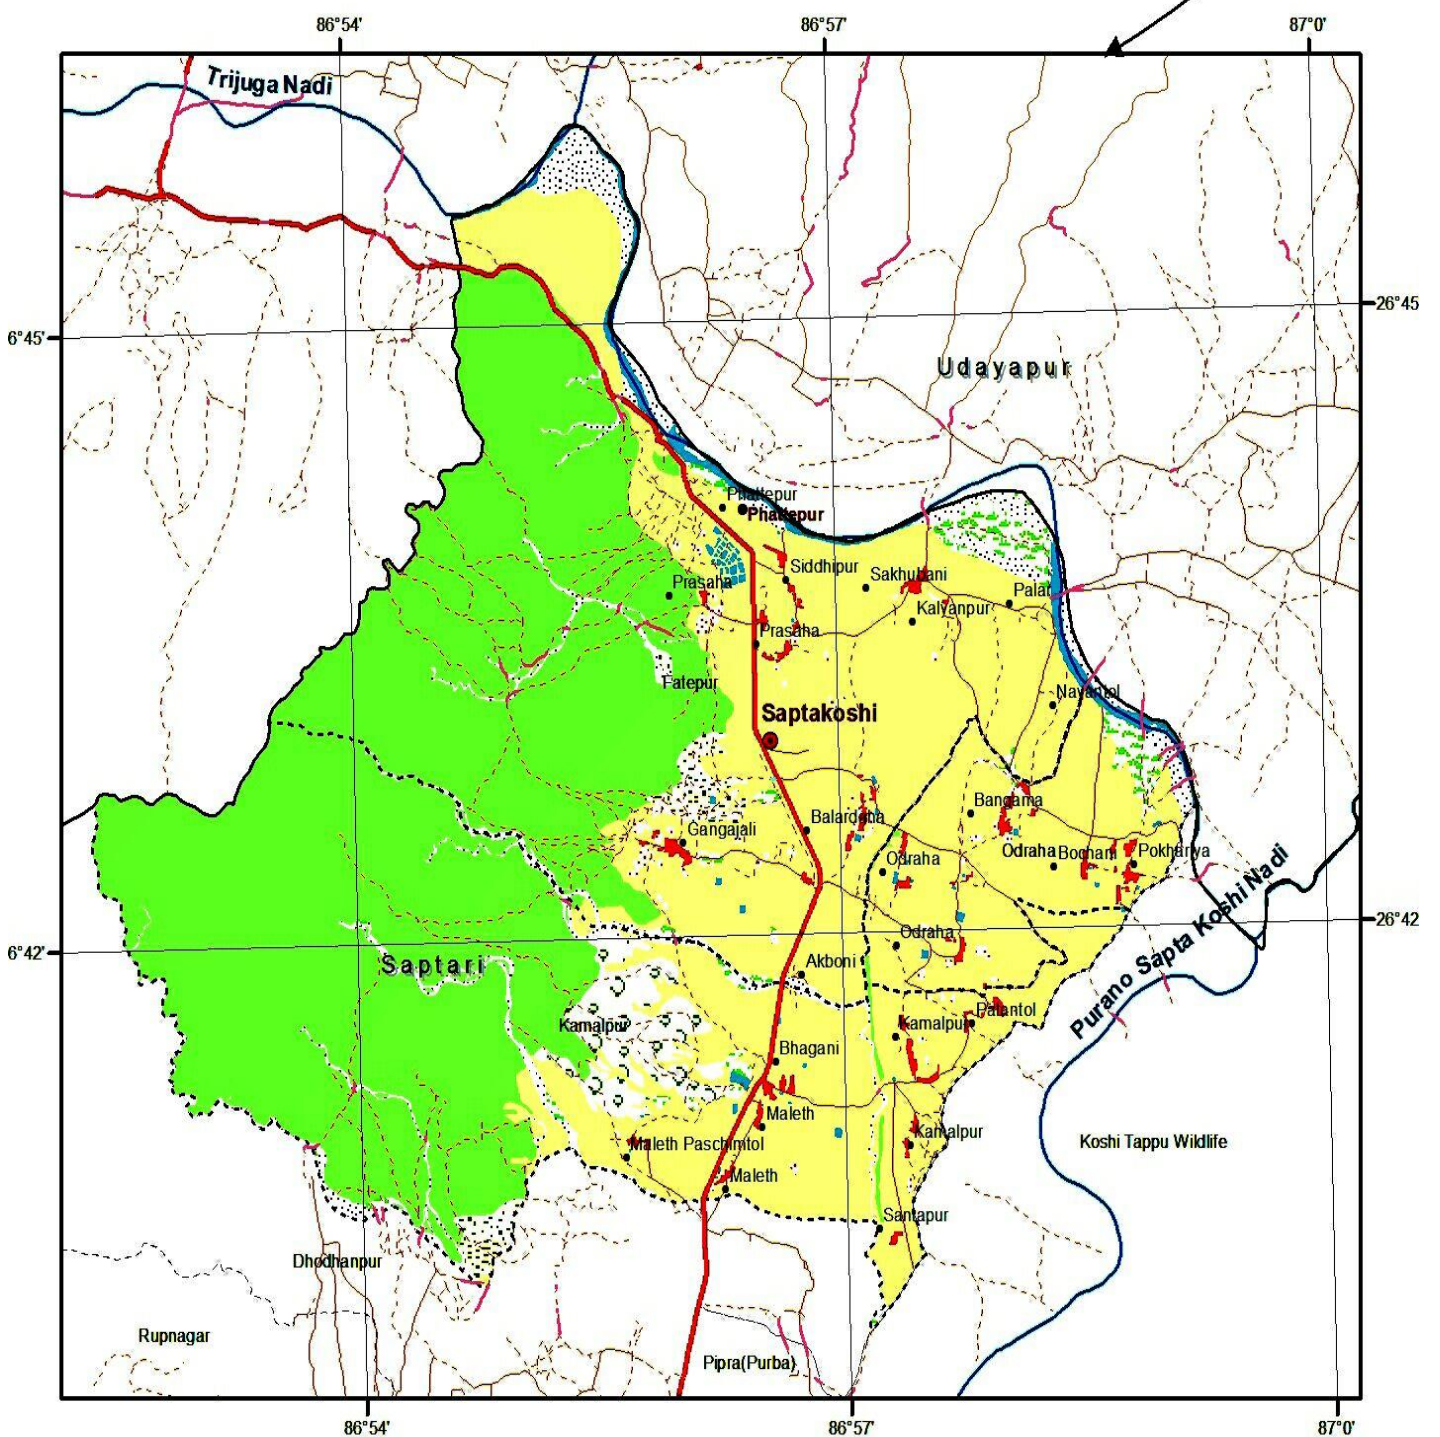 86°54' 86°57' 87°0'
Trijuga Nadi
26°45
6°45'
Udayapur
Phattepur
Phattepur
Siddhipur
Sakhubani
Prasaha
Palar
Kalyanpur
Prasaha
Fatepur
Nayantol
Saptakoshi
Bangama
Balardaha
Gangajali
Odraha
Odraha Bochani Pokhariya
26°42
Odraha
6°42'
Saptari
Akboni
Purano Sapta Koshi Nadi
Kamalpur
Kamalpur
Palantol
Bhagani
Maleth
Kamalpur
Maleth Paschimtol
Koshi Tappu Wildlife
Maleth
Santapur
Dhodhanpur
Rupnagar
Pipra(Purba)
86°54' 86°57' 87°0'